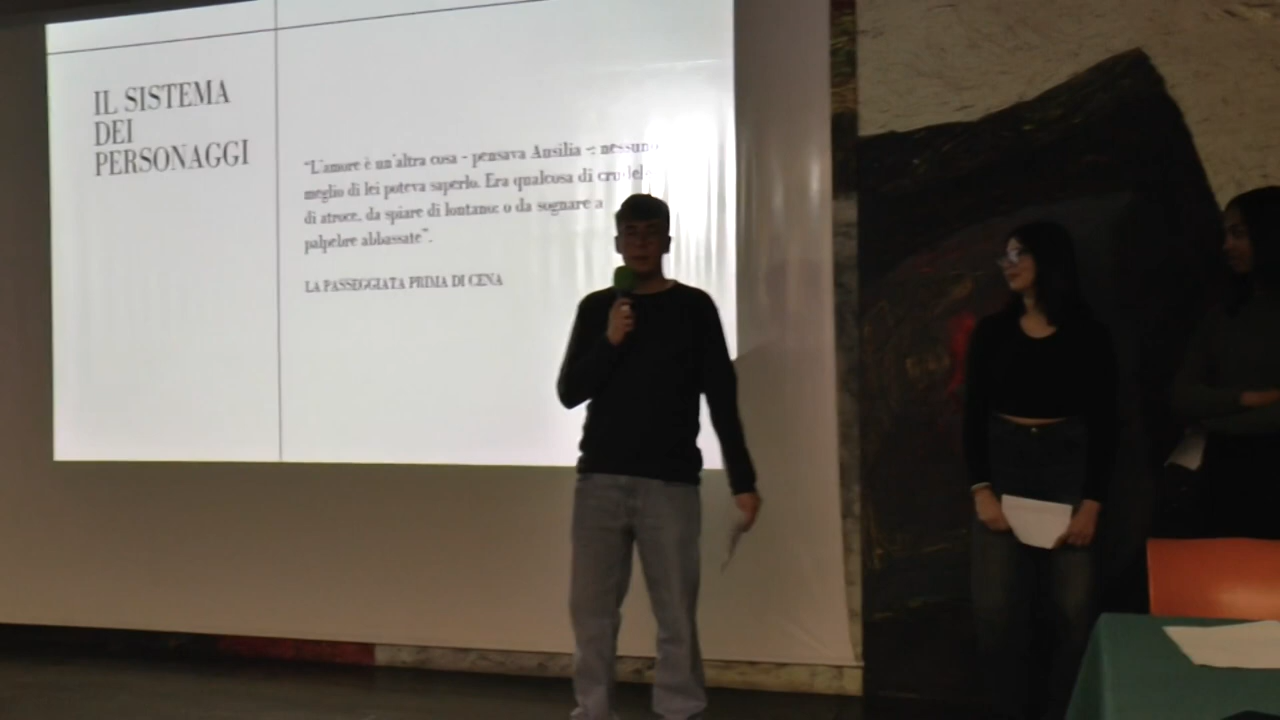 IL SISTEMA
DEI
PERSONAGGI
“L'amore è un'altra cosa - pensava Ausilia - nessuno
meglio di lei poteva saperlo. Era qualcosa di
di atroce, da spiare di lontano; o da sognare a
palpebre abbassate”.
LA PASSEGGIATA PRIMA DI CENA